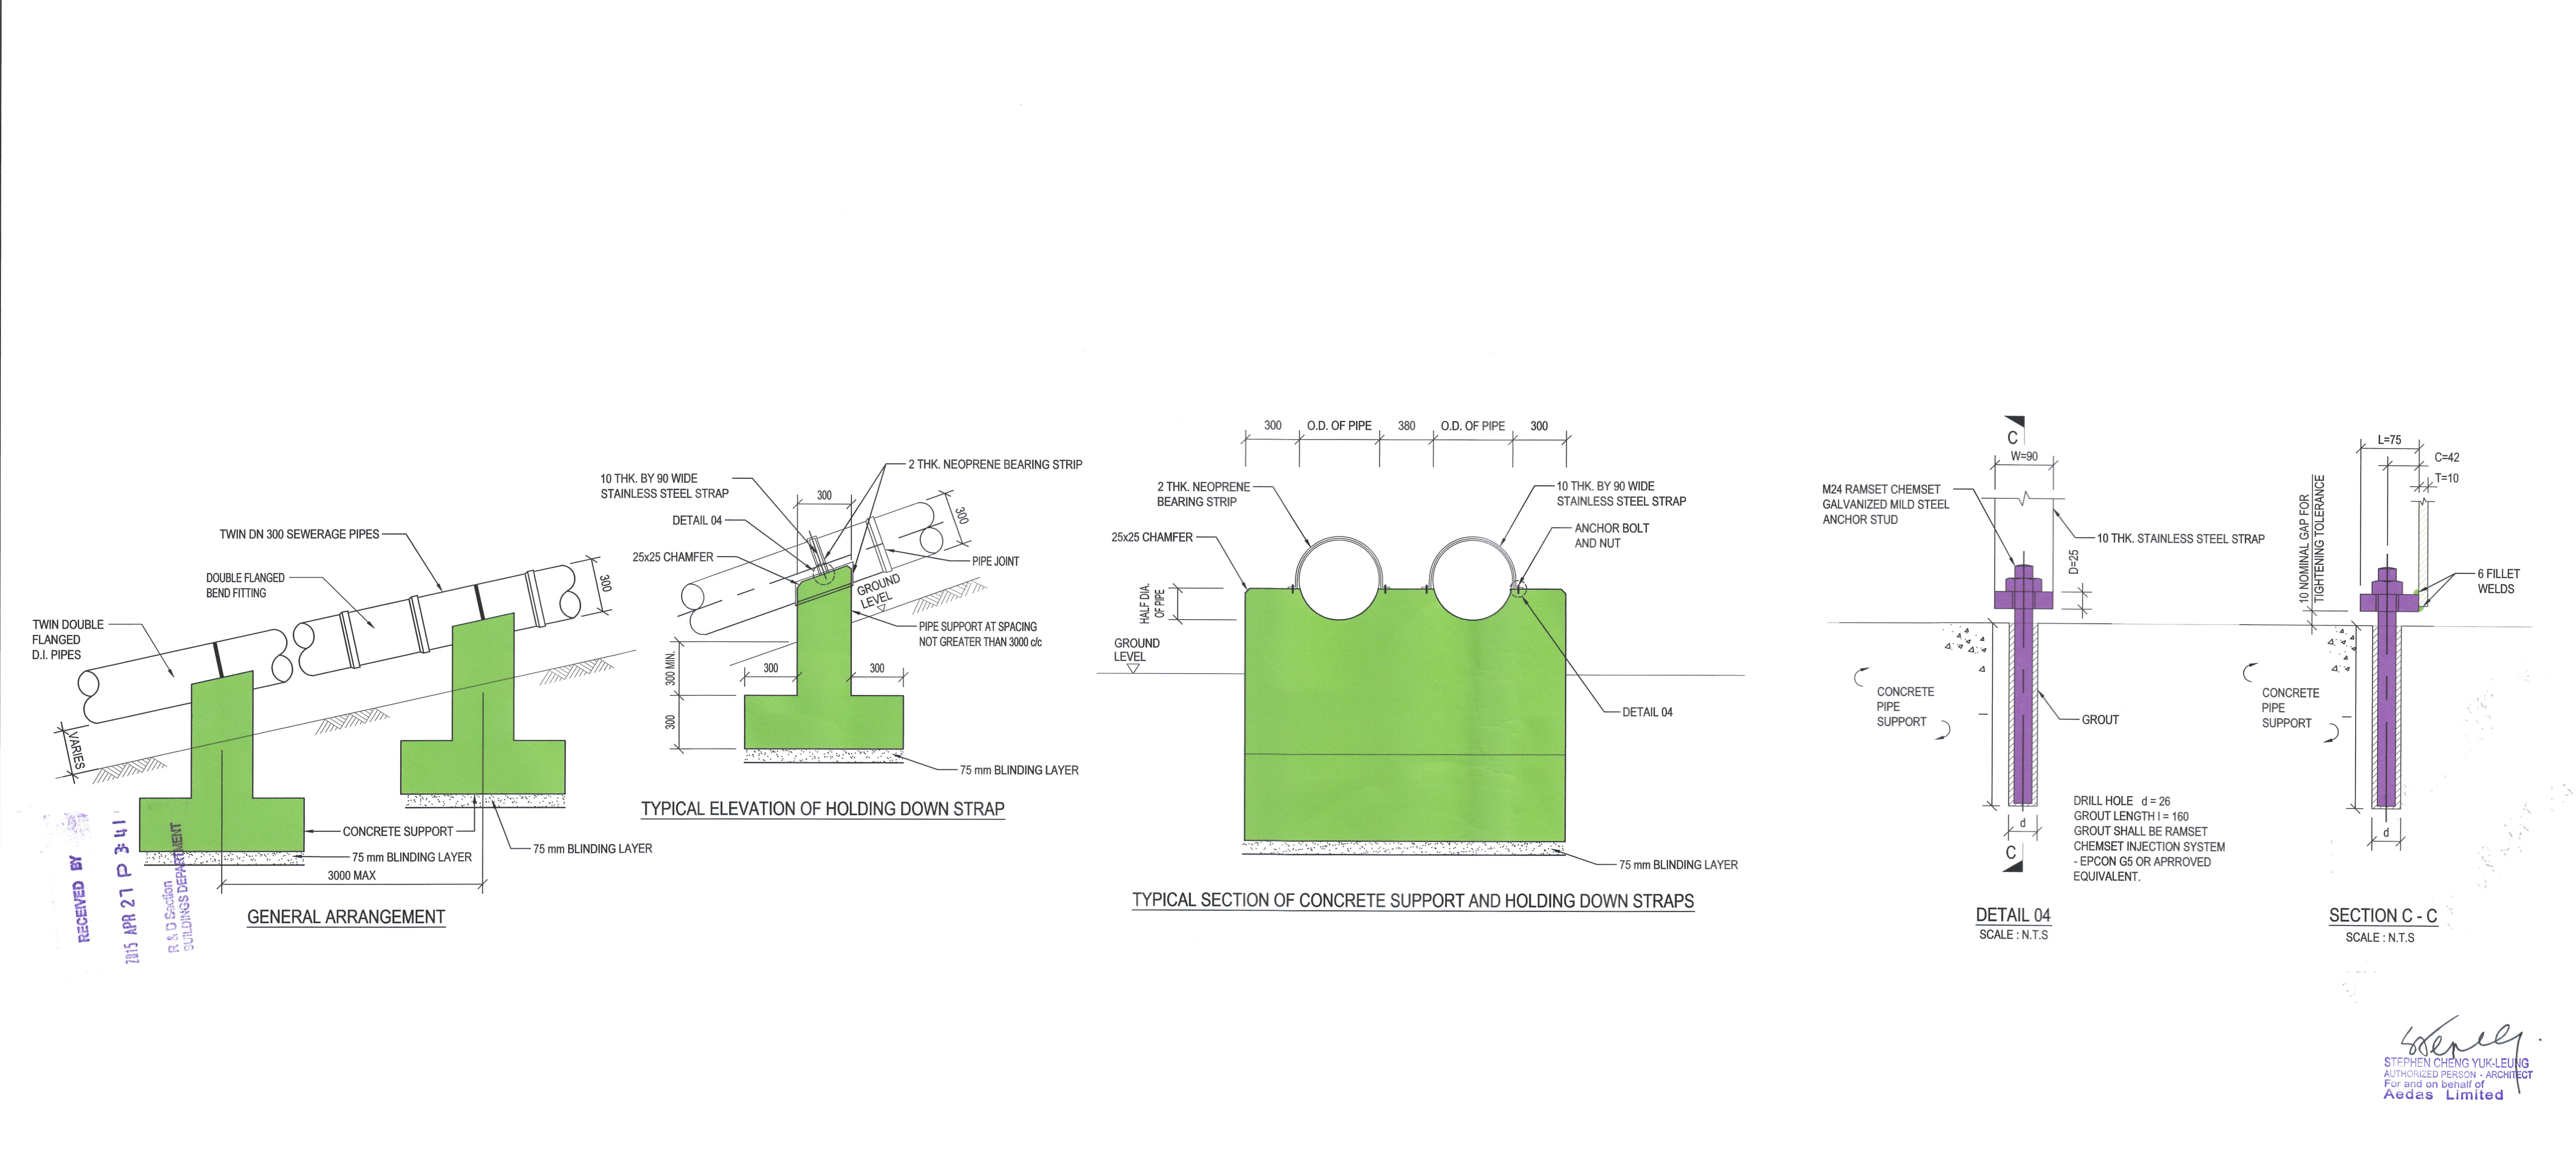 TWIN DN 300 SEWERAGE PIPES
DOUBLE FLANGED
BEND FITTING
TWIN DOUBLE
FLANGED
D.I. PIPES
300
VARIES
CONCRETE SUPPORT
75 mm BLINDING LAYER
75 mm BLINDING LAYER
3000 MAX
GENERAL ARRANGEMENT
RECEIVED BY
2015 APR 27 P 3:41
R & D Section
BUILDINGS DEPARTMENT
10 THK. BY 90 WIDE
STAINLESS STEEL STRAP
2 THK. NEOPRENE BEARING STRIP
300
DETAIL 04
300
25x25 CHAMFER
PIPE JOINT
GROUND
LEVEL
PIPE SUPPORT AT SPACING
NOT GREATER THAN 3000 c/c
300 MIN.
300
300
300
75 mm BLINDING LAYER
TYPICAL ELEVATION OF HOLDING DOWN STRAP
300
O.D. OF PIPE
380
O.D. OF PIPE
300
2 THK. NEOPRENE
BEARING STRIP
10 THK. BY 90 WIDE
STAINLESS STEEL STRAP
25x25 CHAMFER
ANCHOR BOLT
AND NUT
HALF DIA.
OF PIPE
GROUND
LEVEL
DETAIL 04
75 mm BLINDING LAYER
TYPICAL SECTION OF CONCRETE SUPPORT AND HOLDING DOWN STRAPS
C
W=90
M24 RAMSET CHEMSET
GALVANIZED MILD STEEL
ANCHOR STUD
10 THK. STAINLESS STEEL STRAP
D=25
CONCRETE
PIPE
SUPPORT
GROUT
d
C
DRILL HOLE d = 26
GROUT LENGTH l = 160
GROUT SHALL BE RAMSET
CHEMSET INJECTION SYSTEM
- EPCON G5 OR APRROVED
EQUIVALENT.
DETAIL 04
SCALE : N.T.S
L=75
C=42
T=10
10 NOMINAL GAP FOR
TIGHTENING TOLERANCE
6 FILLET
WELDS
CONCRETE
PIPE
SUPPORT
d
SECTION C - C
SCALE : N.T.S
STEPHEN CHENG YUK-LEUNG
AUTHORIZED PERSON - ARCHITECT
For and on behalf of
Aedas Limited